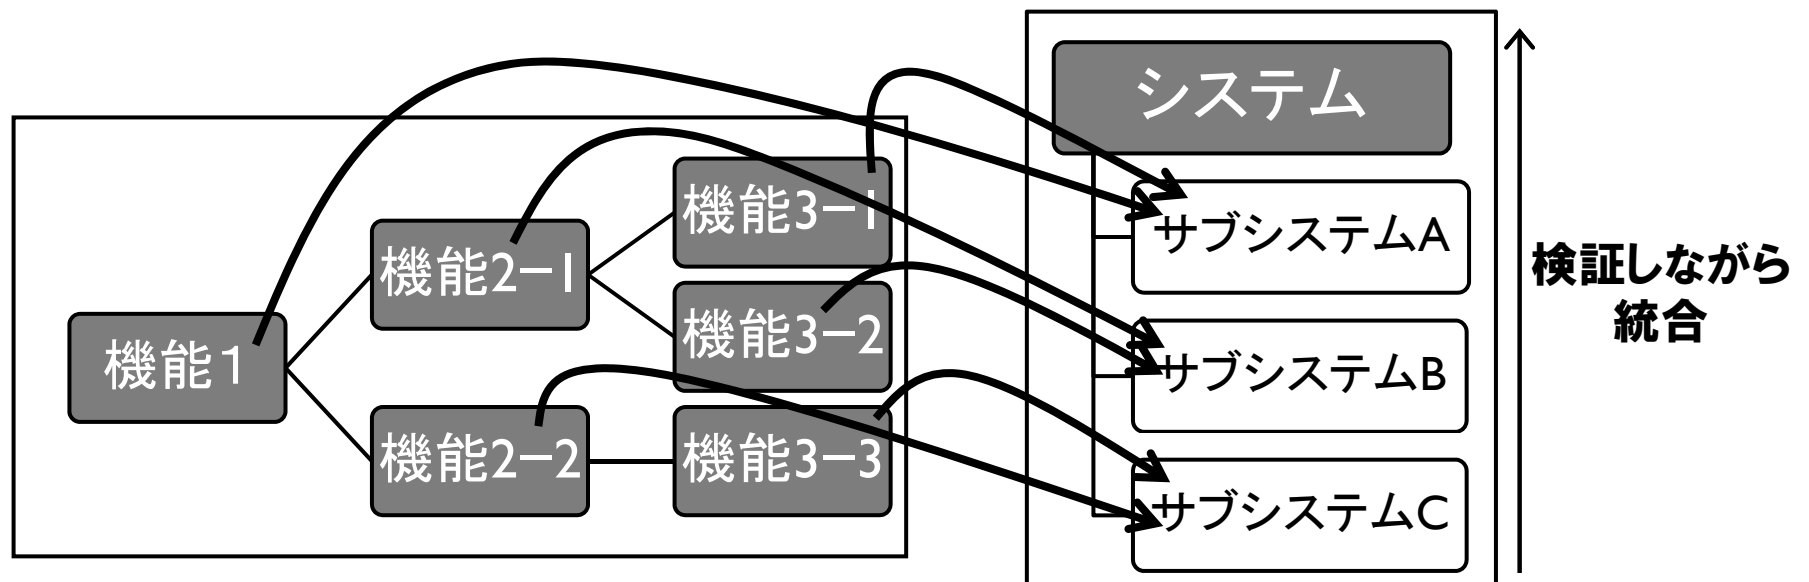 機能1
機能2-1
機能2-2
機能3-1
機能3-2
機能3-3
システム
サブシステムA
サブシステムB
サブシステムC
検証しながら
統合